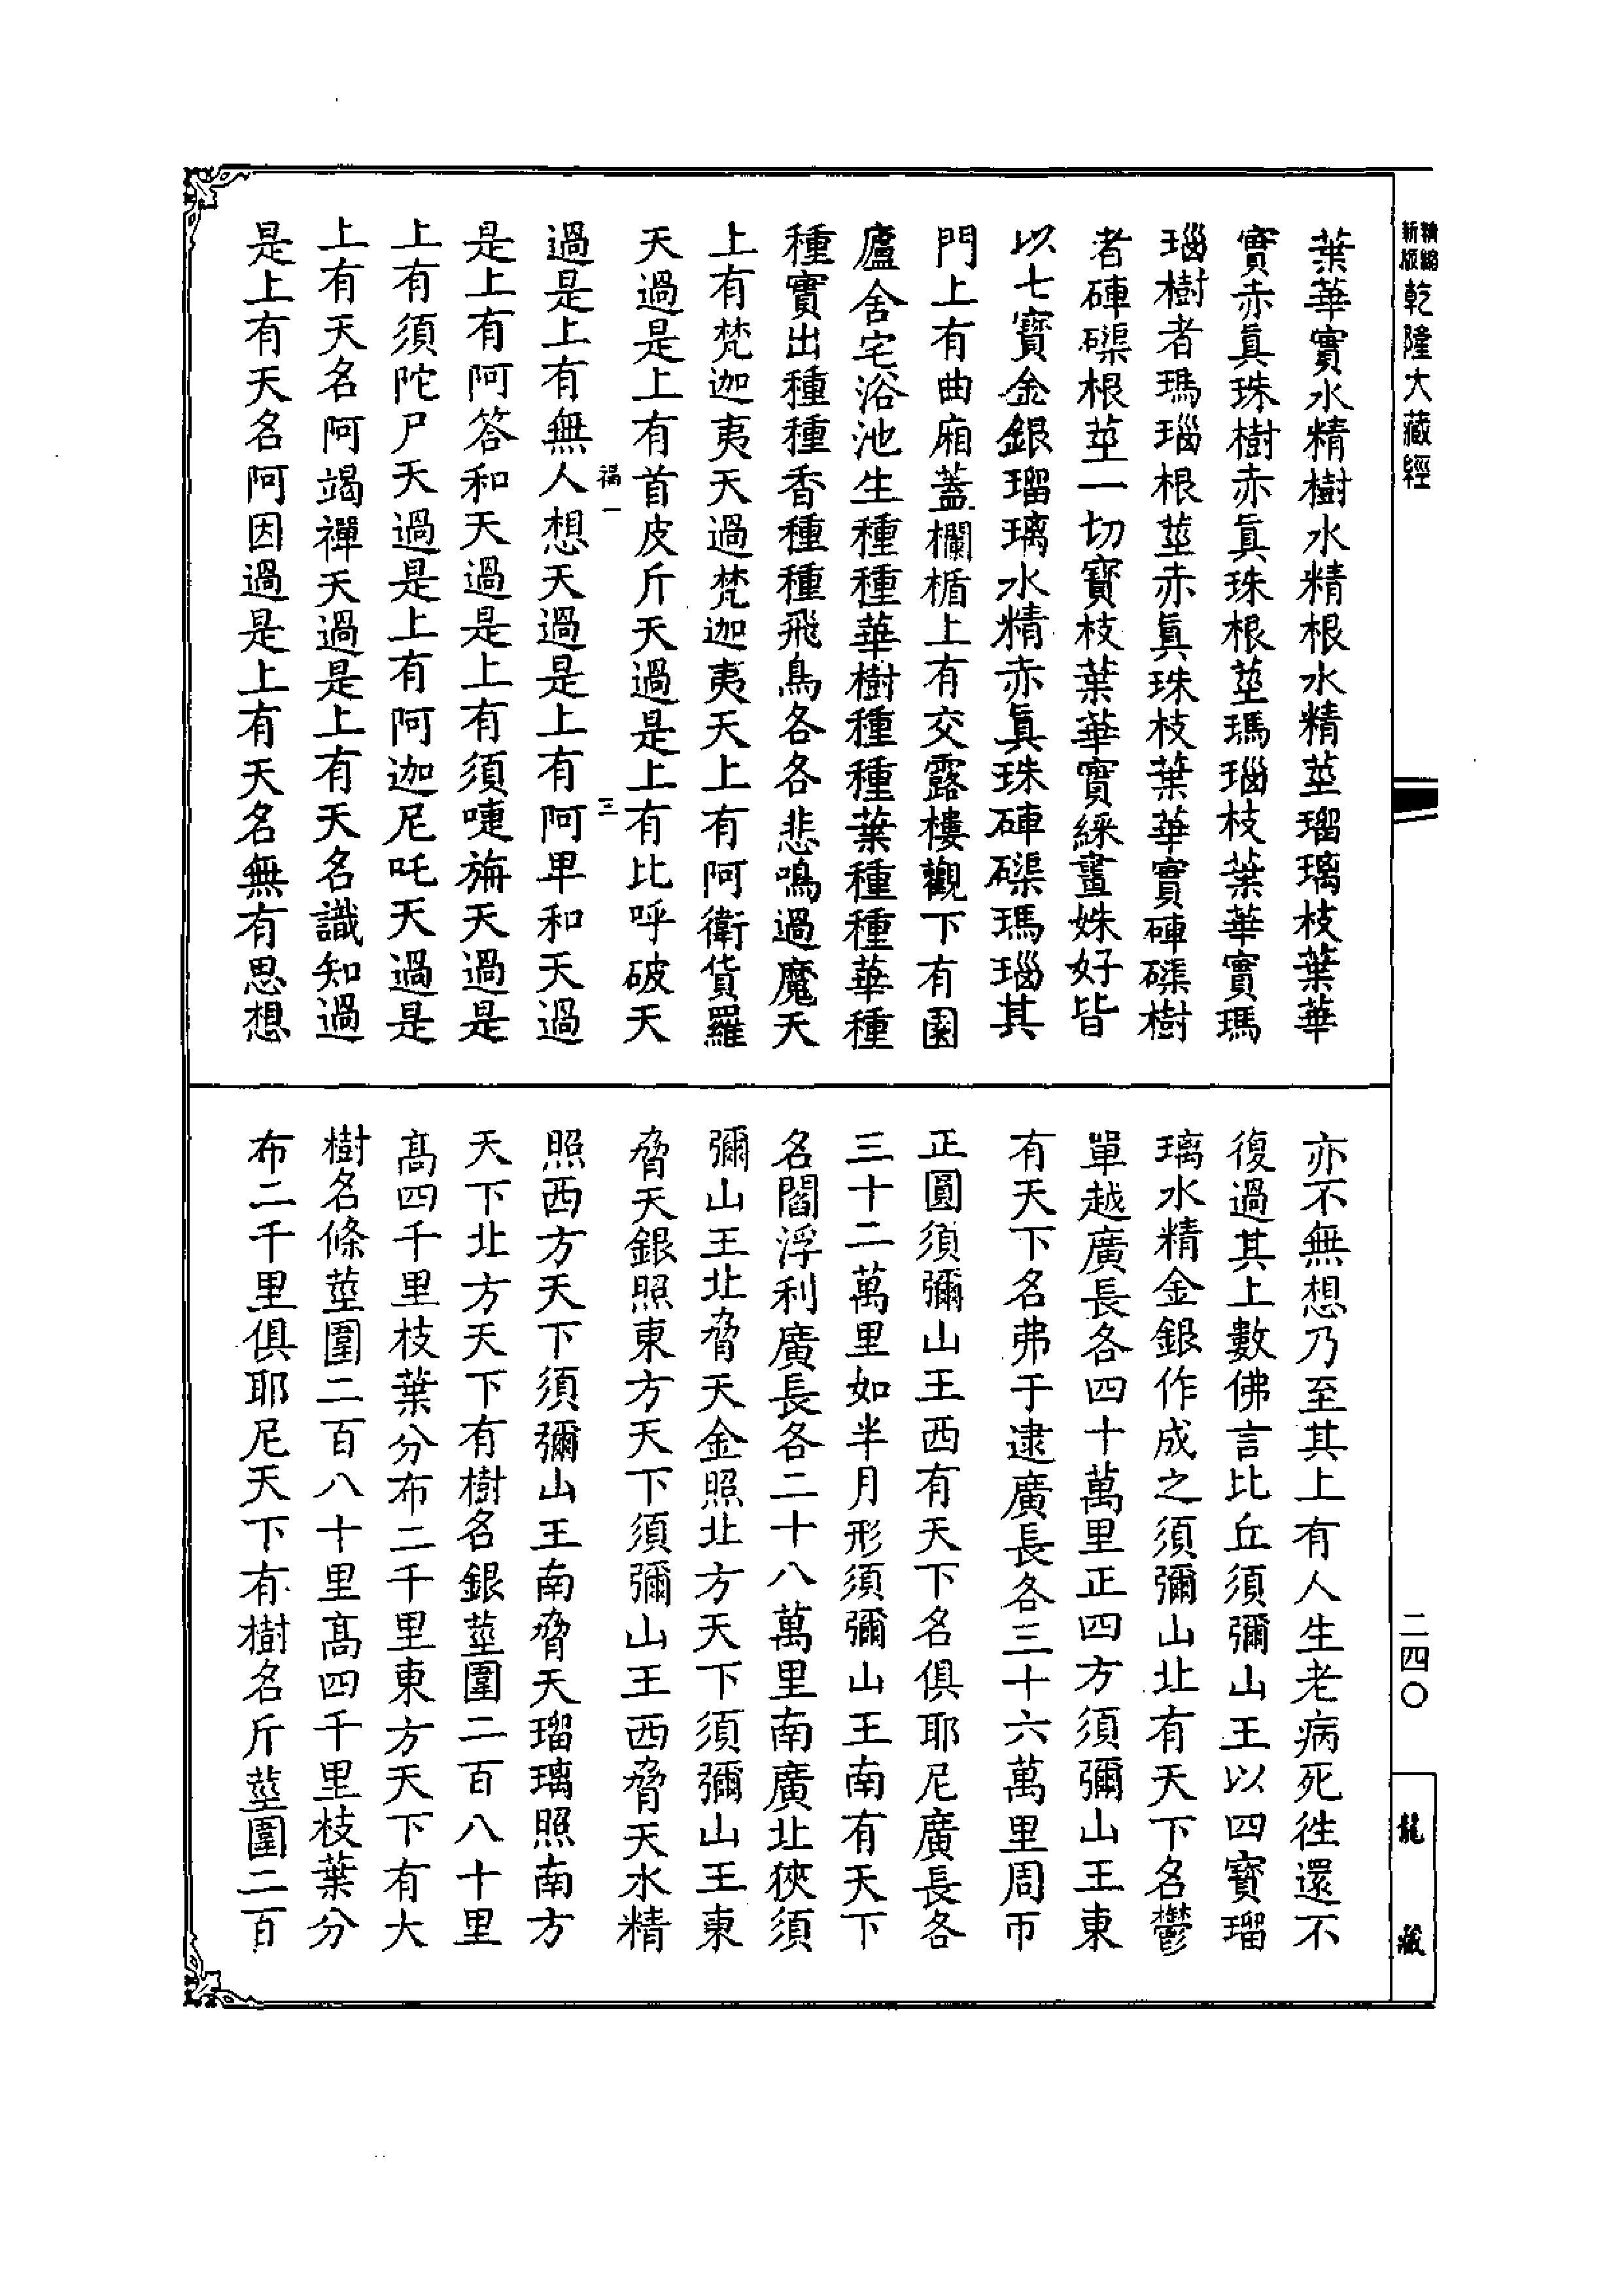 精縮
新版
乾隆大藏經
葉華實水精樹水精根水精莖瑠璃枝葉華
實赤真珠樹赤真珠根莖瑪瑙枝葉華實瑪
瑙樹者瑪瑙根莖赤真珠枝葉華實硨磲樹
者硨磲根莖一切寶枝葉華實綵畫姝好皆
以七寶金銀瑠璃水精赤真珠硨磲瑪瑙其
門上有曲廂蓋欄楯上有交露樓觀下有園
廬舍宅浴池生種種華樹種種葉種種華種
種實出種種香種種飛鳥各各悲鳴過魔天
上有梵迦夷天過梵迦夷天上有阿衛貨羅
天過是上有首皮斤天過是上有比呼破天
福一
三
過是上有無人想天過是上有阿卑和天過
是上有阿答和天過是上有須㖂旃天過是
上有須陀尸天過是上有阿迦尼吒天過是
上有天名阿竭禪天過是上有天名識知過
是上有天名阿因過是上有天名無有思想
亦不無想乃至其上有人生老病死徃還不
復過其上數佛言比丘須彌山王以四寶瑠
璃水精金銀作成之須彌山北有天下名鬱
單越廣長各四十萬里正四方須彌山王東
有天下名弗于逮廣長各三十六萬里周帀
正圓須彌山王西有天下名俱耶尼廣長各
三十二萬里如半月形須彌山王南有天下
名閻浮利廣長各二十八萬里南廣北狹須
彌山王北脅天金照北方天下須彌山王東
脅天銀照東方天下須彌山王西脅天水精
照西方天下須彌山王南脅天瑠璃照南方
天下北方天下有樹名銀莖圍二百八十里
高四千里枝葉分布二千里東方天下有大
樹名條莖圍二百八十里高四千里枝葉分
布二千里俱耶尼天下有樹名斤莖圍二百
二四〇
龍藏